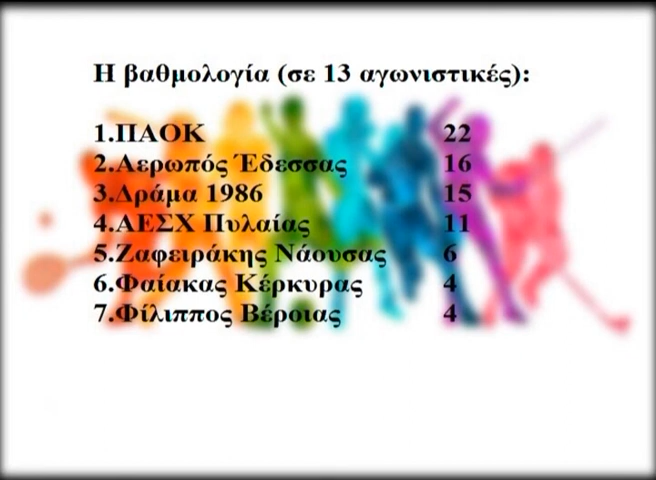 Η βαθμολογία (σε 13 αγωνιστικές):
1.ΠΑΟΚ 22
2.Αερωπός Έδεσσας 16
3.Δράμα 1986 15
4.ΑΕΣΧ Πυλαίας 11
5.Ζαφειράκης Νάουσας 6
6.Φαίακας Κέρκυρας 4
7.Φίλιππος Βέροιας 4